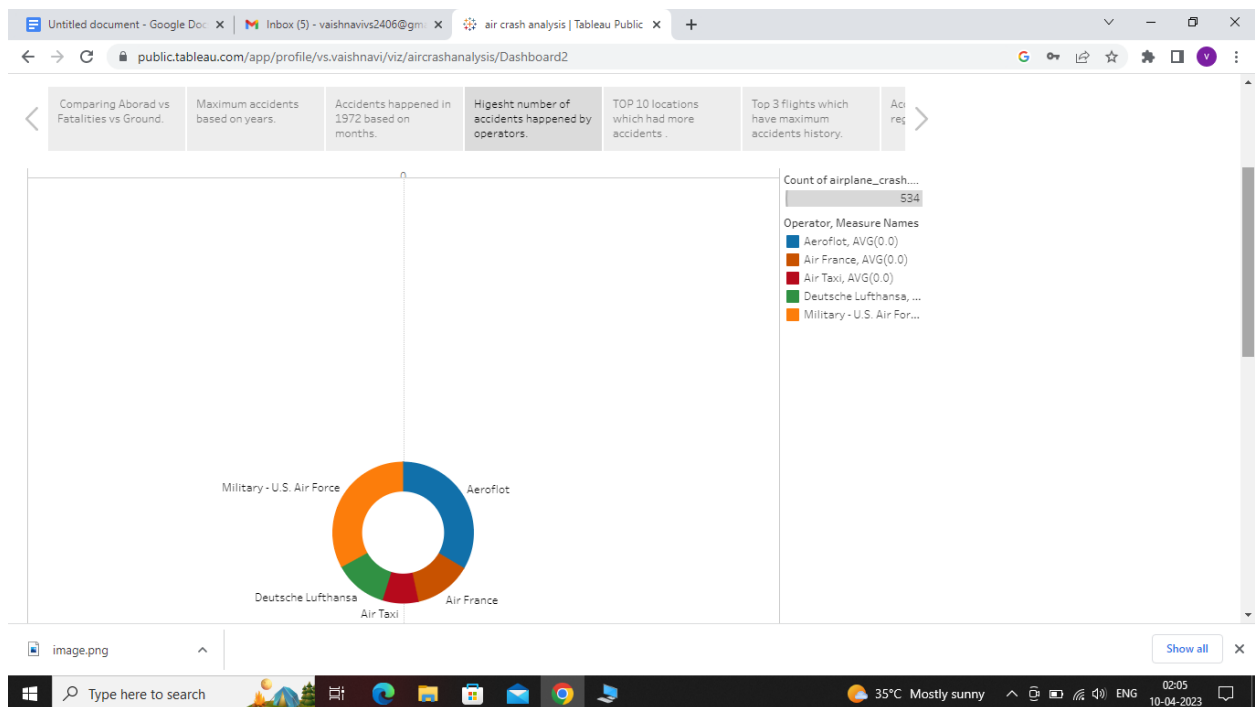 Untitled document - Google Doc
Inbox (5) - vaishnavivs2406@gm
air crash analysis | Tableau Public
public.tableau.com/app/profile/vs.vaishnavi/viz/aircrashanalysis/Dashboard2
G
V
Comparing Aborad vs
Fatalities vs Ground.
Maximum accidents
based on years.
Accidents happened in
1972 based on
months.
Higesht number of
accidents happened by
operators.
TOP 10 locations
which had more
accidents .
Top 3 flights which
have maximum
accidents history.
0
Count of airplane_crash....
534
Operator, Measure Names
Aeroflot, AVG(0.0)
Air France, AVG(0.0)
Air Taxi, AVG(0.0)
Deutsche Lufthansa, ...
Military - U.S. Air For...
Military - U.S. Air Force
Aeroflot
Deutsche Lufthansa
Air France
Air Taxi
image.png
Show all
Type here to search
35°C Mostly sunny
ENG
02:05
10-04-2023